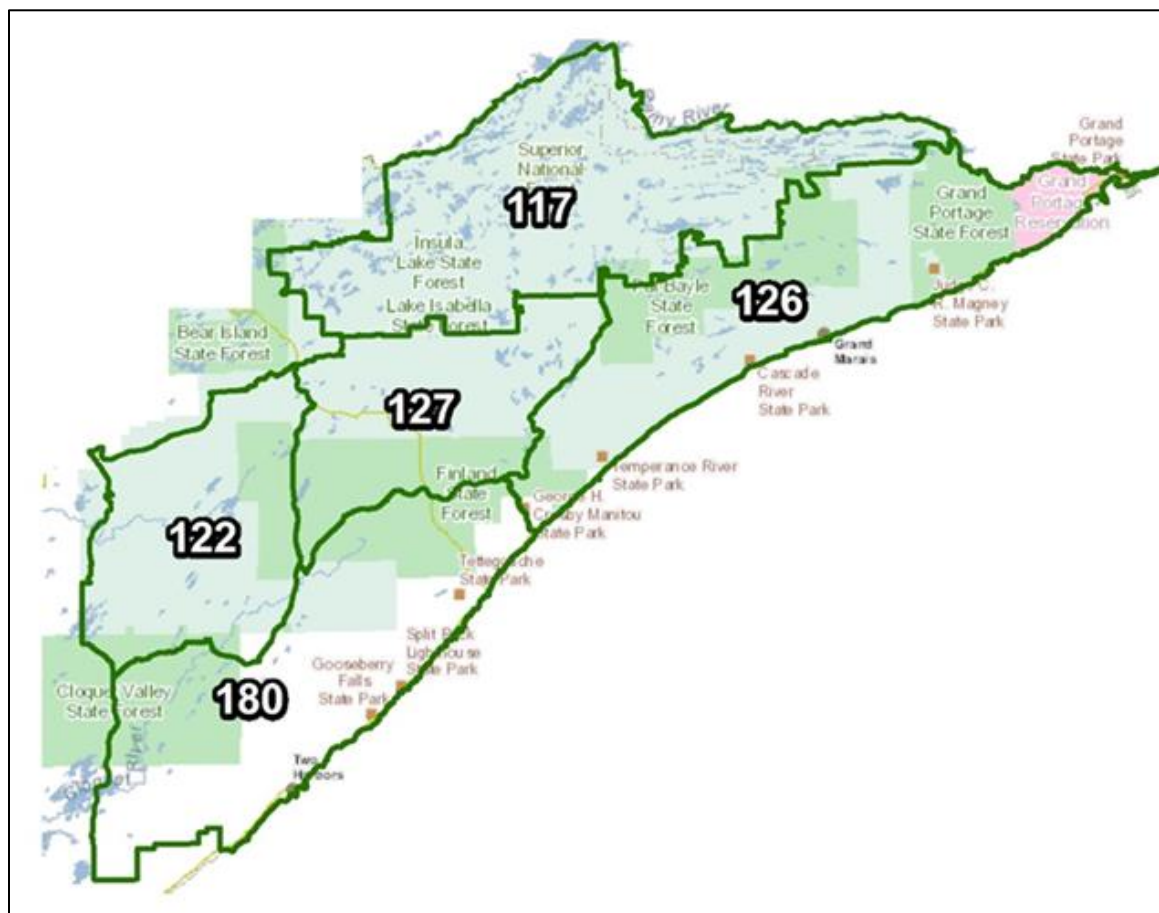 River
Grand
Portage
State Park
Superior
National
117
Grand
Portage
State Forest
Grand
Reservation
Insula
Lake State
Forest
Lake Isabella
State Forest
Bayle
State
Forest
126
R. Magney
State Park
Grand
Marais
Bear Island
State Forest
Cascade
River
State Park
127
Temperance River
State Park
Finland
State
Forest
George H.
Crosby Manitou
State Park
122
Tettegouche
State Park
Split Rock
Lighthouse
State Park
Gooseberry
Falls
State Park
Cloquet Valley
State Forest
180
River
Two
Harbors